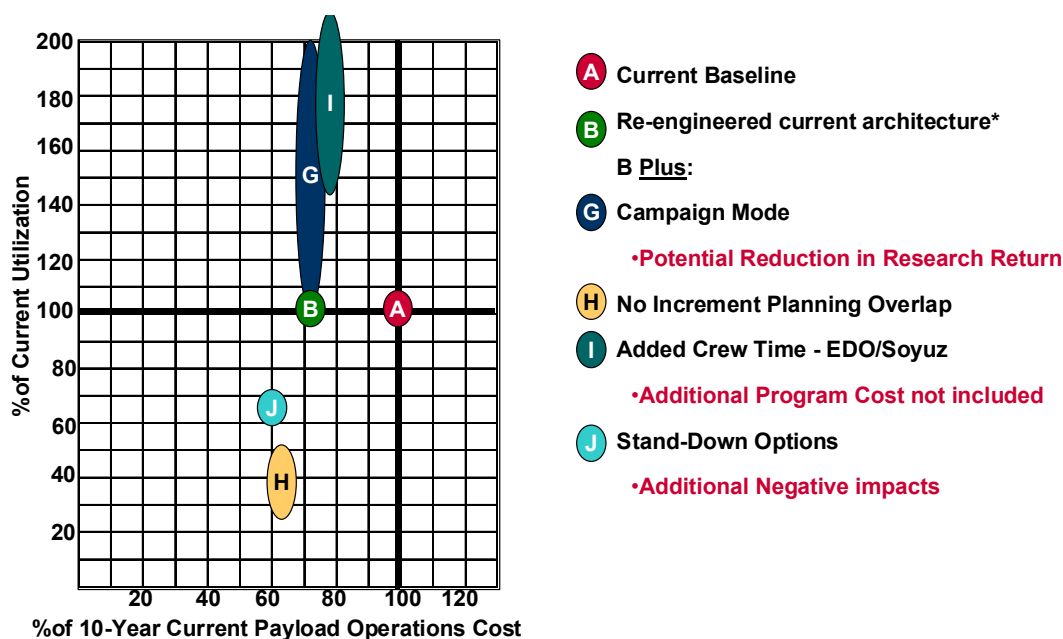 200
180
160
140
120
100
80
60
40
20
%of Current Utilization
I
G
B
A
J
H
20 40 60 80 100 120
%of 10-Year Current Payload Operations Cost
A Current Baseline
B Re-engineered current architecture*
B Plus:
G Campaign Mode
•Potential Reduction in Research Return
H No Increment Planning Overlap
I Added Crew Time - EDO/Soyuz
•Additional Program Cost not included
J Stand-Down Options
•Additional Negative impacts